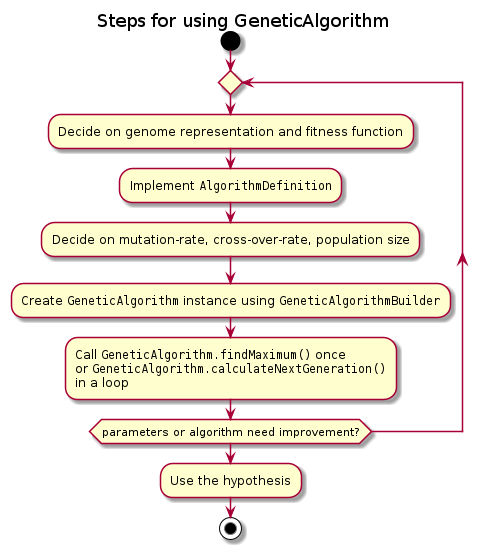 Steps for using GeneticAlgorithm
Decide on genome representation and fitness function
Implement AlgorithmDefinition
Decide on mutation-rate, cross-over-rate, population size
Create GeneticAlgorithm instance using GeneticAlgorithmBuilder
Call GeneticAlgorithm.findMaximum() once
or GeneticAlgorithm.calculateNextGeneration()
in a loop
parameters or algorithm need improvement?
Use the hypothesis